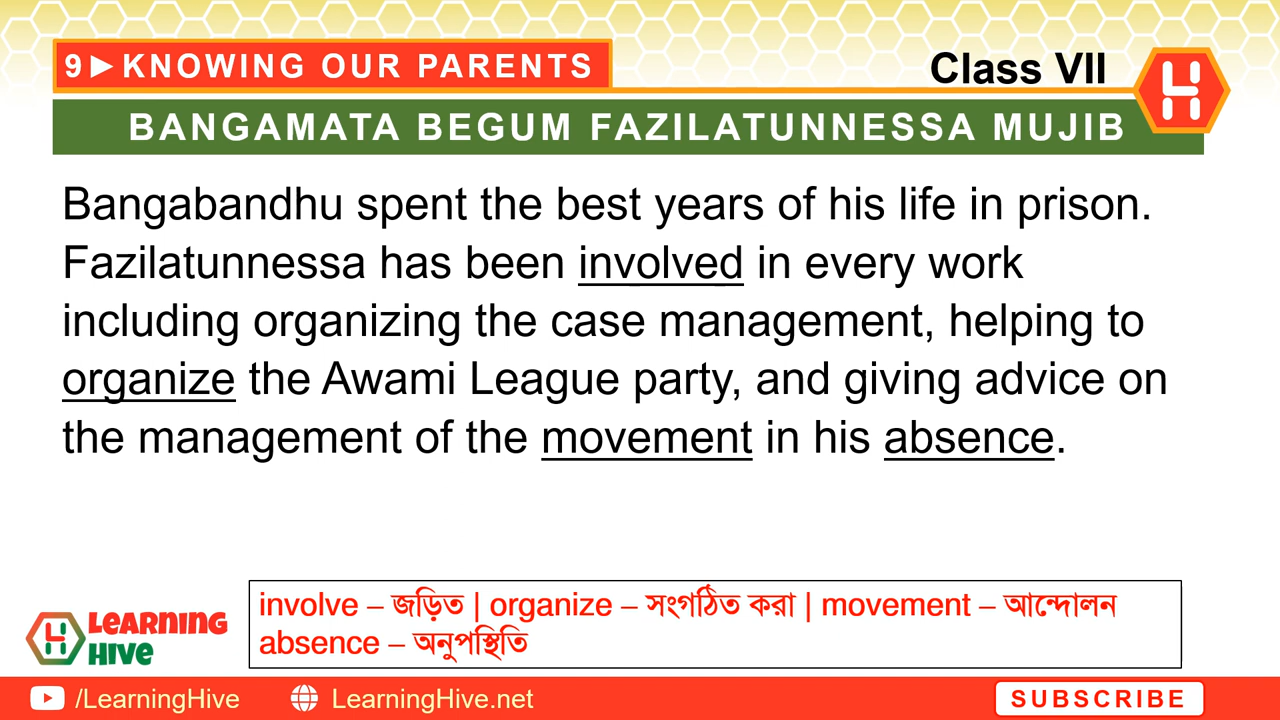 9►KNOWING OUR PARENTS
Class VII
BANGAMATA BEGUM FAZILATUNNESSA MUJIB
Bangabandhu spent the best years of his life in prison.
Fazilatunnessa has been involved in every work
including organizing the case management, helping to
organize the Awami League party, and giving advice on
the management of the movement in his absence.
involve – জড়িত | organize – সংগঠিত করা | movement – আন্দোলন
absence – অনুপস্থিতি
LEARNING
HIVE
/LearningHive
LearningHive.net
SUBSCRIBE